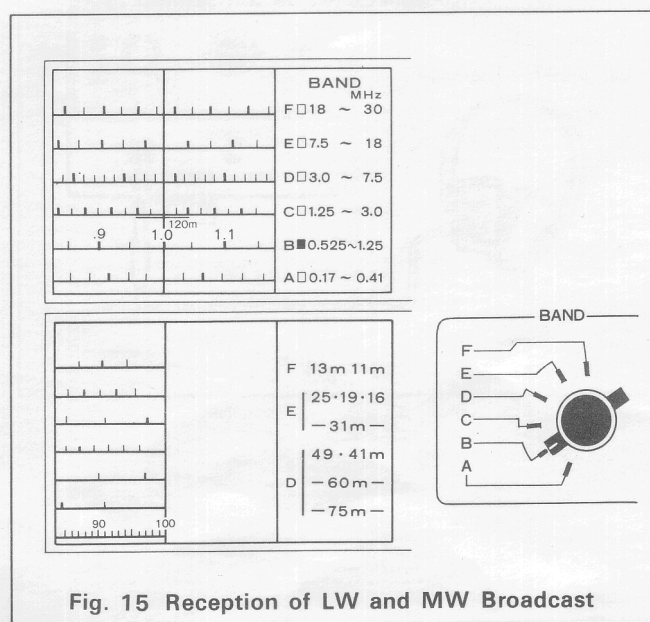 BAND
MHz
F 18 ~ 30
E 7.5 ~ 18
D 3.0 ~ 7.5
C 1.25 ~ 3.0
120m
.9 1.0 1.1
B 0.525~1.25
A 0.17 ~ 0.41
F 13m 11m
25·19·16
E
—31m—
49·41m
D —60m—
—75m—
90 100
BAND
F
E
D
C
B
A
Fig. 15 Reception of LW and MW Broadcast